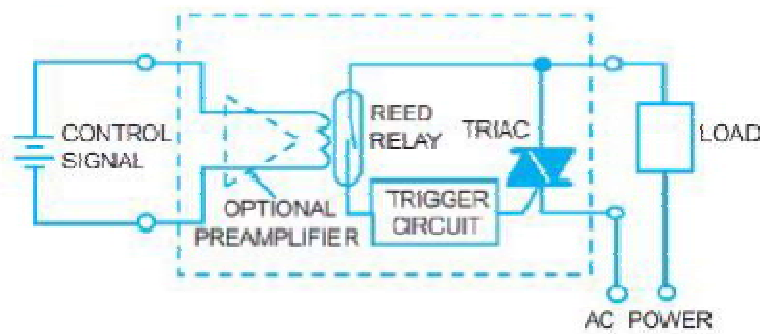 CONTROL
SIGNAL
REED
RELAY
TRIAC
LOAD
OPTIONAL
PREAMPLIFIER
TRIGGER
CIRCUIT
AC POWER